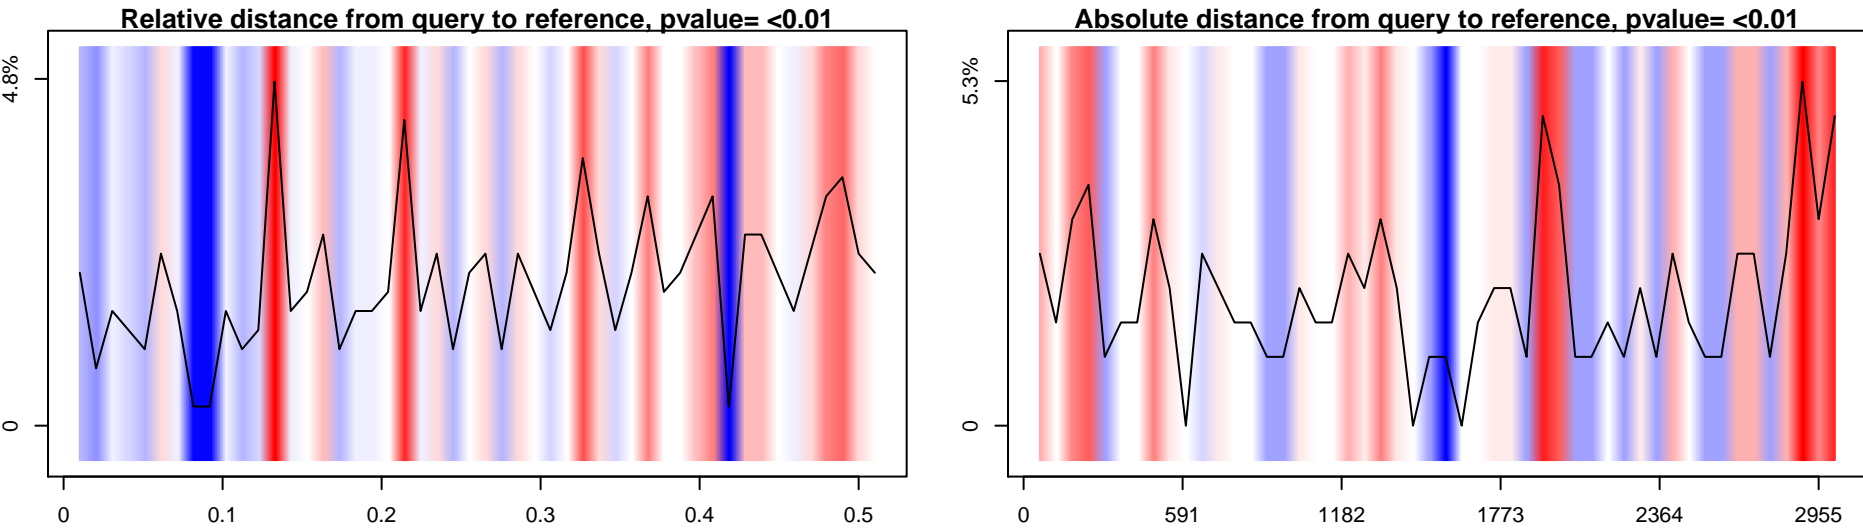 Relative distance from query to reference, pvalue= <0.01
4.8%
0
0 0.1 0.2 0.3 0.4 0.5
Absolute distance from query to reference, pvalue= <0.01
5.3%
0
0 591 1182 1773 2364 2955